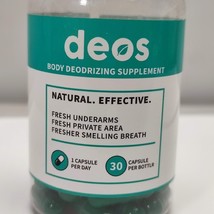 deos
BODY DEODRIZING SUPPLEMENT
NATURAL. EFFECTIVE.
FRESH UNDERARMS
FRESH PRIVATE AREA
FRESHER SMELLING BREATH
1 CAPSULE
PER DAY
30
CAPSULE
PER BOTTLE